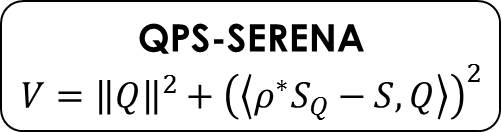 QPS-SERENA
V = ‖Q‖² + (⟨ρ*S_Q − S, Q⟩)²